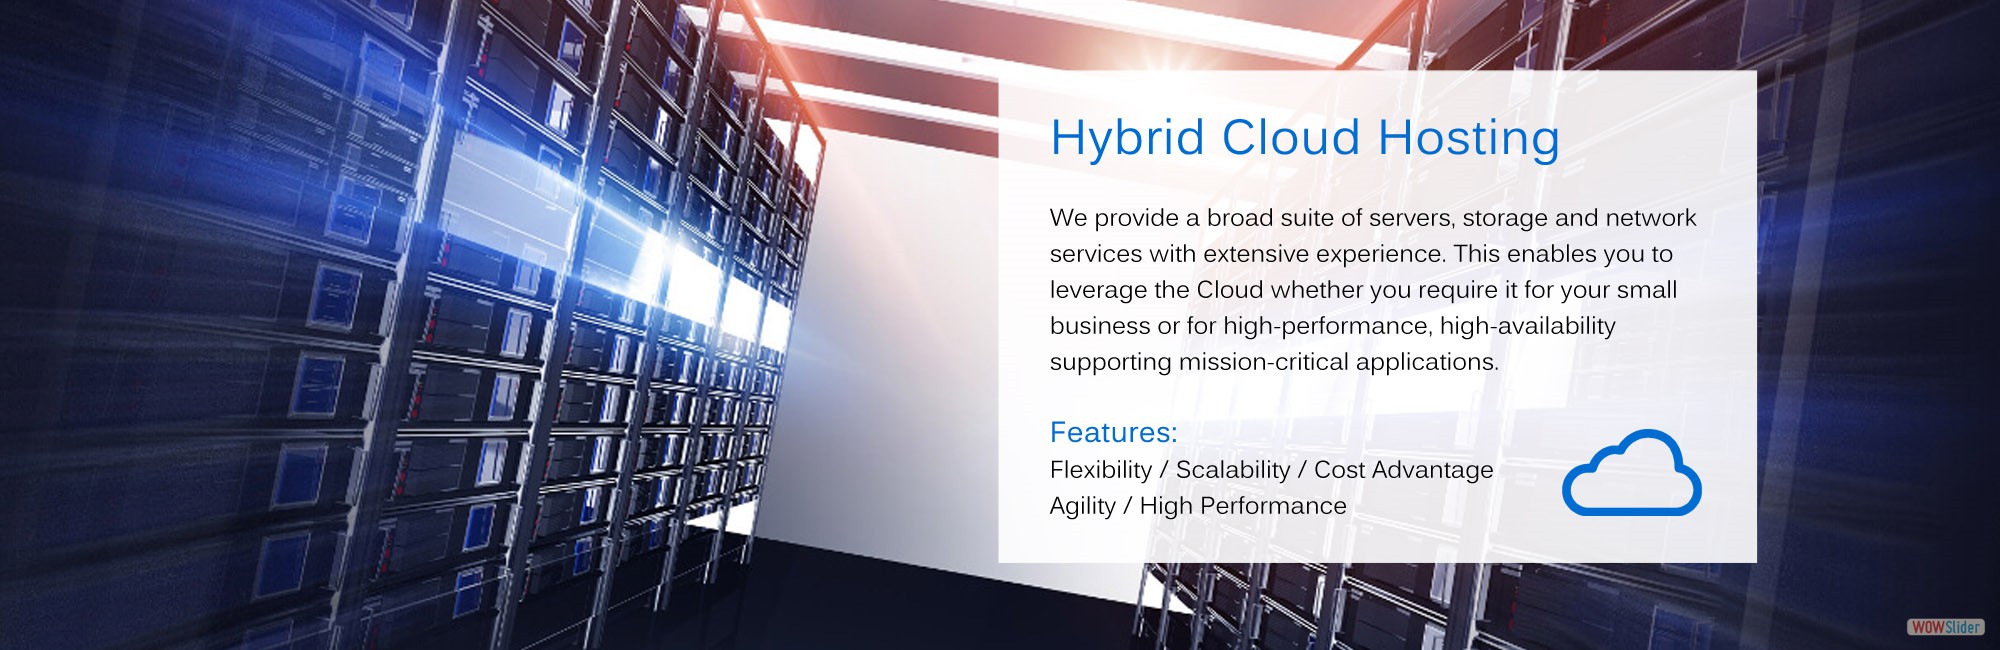 Hybrid Cloud Hosting
We provide a broad suite of servers, storage and network
services with extensive experience. This enables you to
leverage the Cloud whether you require it for your small
business or for high-performance, high-availability
supporting mission-critical applications.
Features:
Flexibility / Scalability / Cost Advantage
Agility / High Performance
WOWSlider